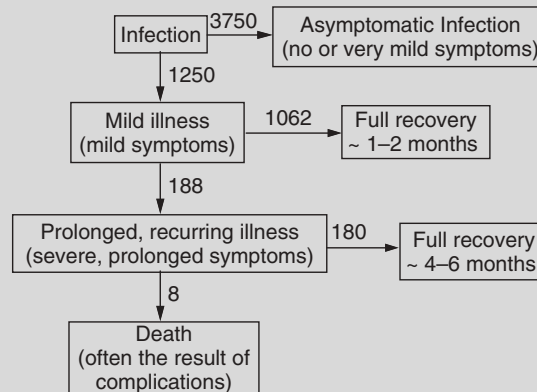 Infection
3750
Asymptomatic Infection
(no or very mild symptoms)
1250
Mild illness
(mild symptoms)
1062
Full recovery
~ 1–2 months
188
Prolonged, recurring illness
(severe, prolonged symptoms)
180
Full recovery
~ 4–6 months
8
Death
(often the result of
complications)